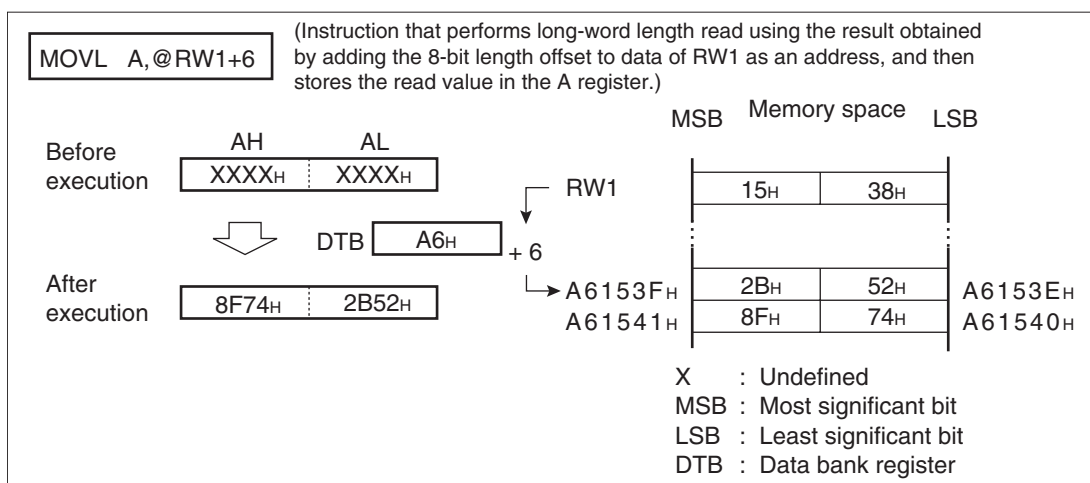 MOVL A,@RW1+6
(Instruction that performs long-word length read using the result obtained
by adding the 8-bit length offset to data of RW1 as an address, and then
stores the read value in the A register.)
MSB Memory space LSB
AH AL
Before
execution
XXXXH XXXXH
RW1
15H 38H
DTB A6H
+ 6
After
execution
8F74H 2B52H
A6153FH 2BH 52H A6153EH
A61541H 8FH 74H A61540H
X : Undefined
MSB : Most significant bit
LSB : Least significant bit
DTB : Data bank register